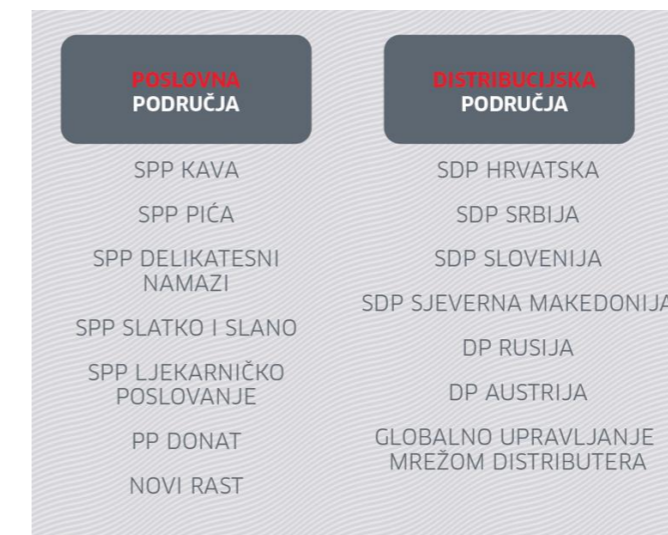 POSLOVNA
PODRUČJA
SPP KAVA
SPP PIĆA
SPP DELIKATESNI
NAMAZI
SPP SLATKO I SLANO
SPP LJEKARNIČKO
POSLOVANJE
PP DONAT
NOVI RAST
DISTRIBUCIJSKA
PODRUČJA
SDP HRVATSKA
SDP SRBIJA
SDP SLOVENIJA
SDP SJEVERNA MAKEDONIJA
DP RUSIJA
DP AUSTRIJA
GLOBALNO UPRAVLJANJE
MREŽOM DISTRIBUTERA